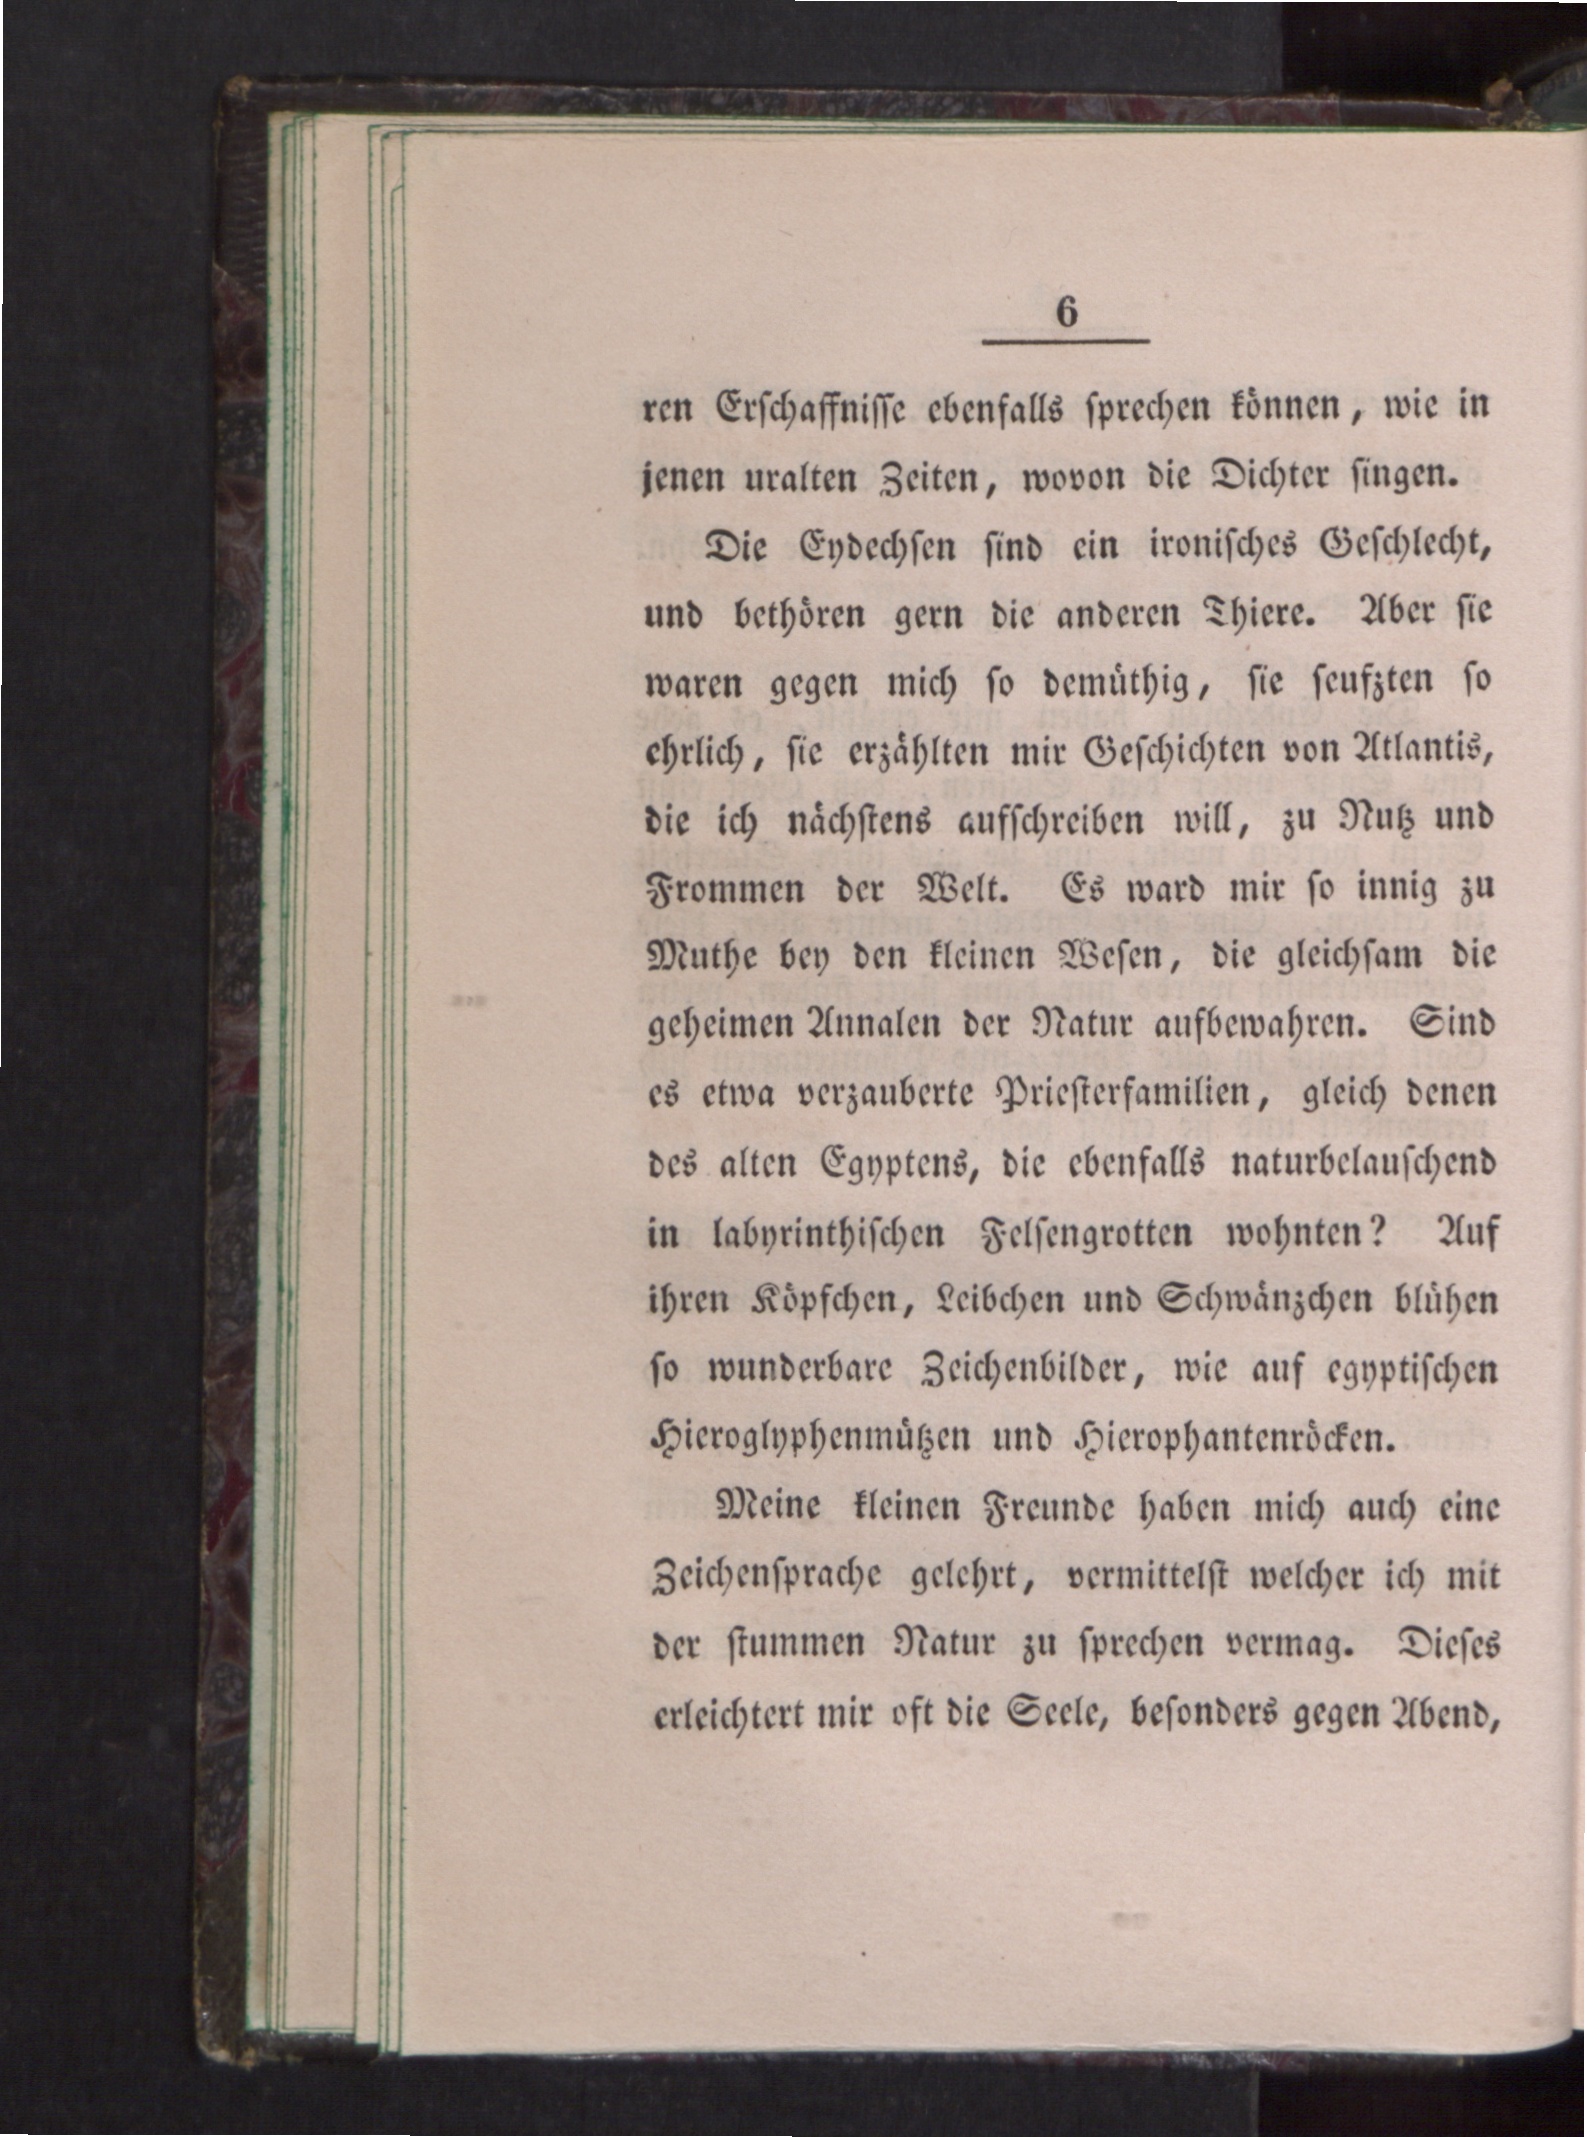 6
ren Erſchaffniſſe ebenfalls ſprechen können, wie in
jenen uralten Zeiten, wovon die Dichter ſingen.
Die Eydechſen ſind ein ironiſches Geſchlecht,
und bethören gern die anderen Thiere. Aber ſie
waren gegen mich ſo demüthig, ſie ſeufzten ſo
ehrlich, ſie erzählten mir Geſchichten von Atlantis,
die ich nächſtens aufſchreiben will, zu Nutz und
Frommen der Welt. Es ward mir ſo innig zu
Muthe bey den kleinen Weſen, die gleichſam die
geheimen Annalen der Natur aufbewahren. Sind
es etwa verzauberte Prieſterfamilien, gleich denen
des alten Egyptens, die ebenfalls naturbelauſchend
in labyrinthiſchen Felſengrotten wohnten? Auf
ihren Köpfchen, Leibchen und Schwänzchen blühen
ſo wunderbare Zeichenbilder, wie auf egyptiſchen
Hieroglyphenmützen und Hierophantenröcken.
Meine kleinen Freunde haben mich auch eine
Zeichenſprache gelehrt, vermittelſt welcher ich mit
der ſtummen Natur zu ſprechen vermag. Dieſes
erleichtert mir oft die Seele, beſonders gegen Abend,